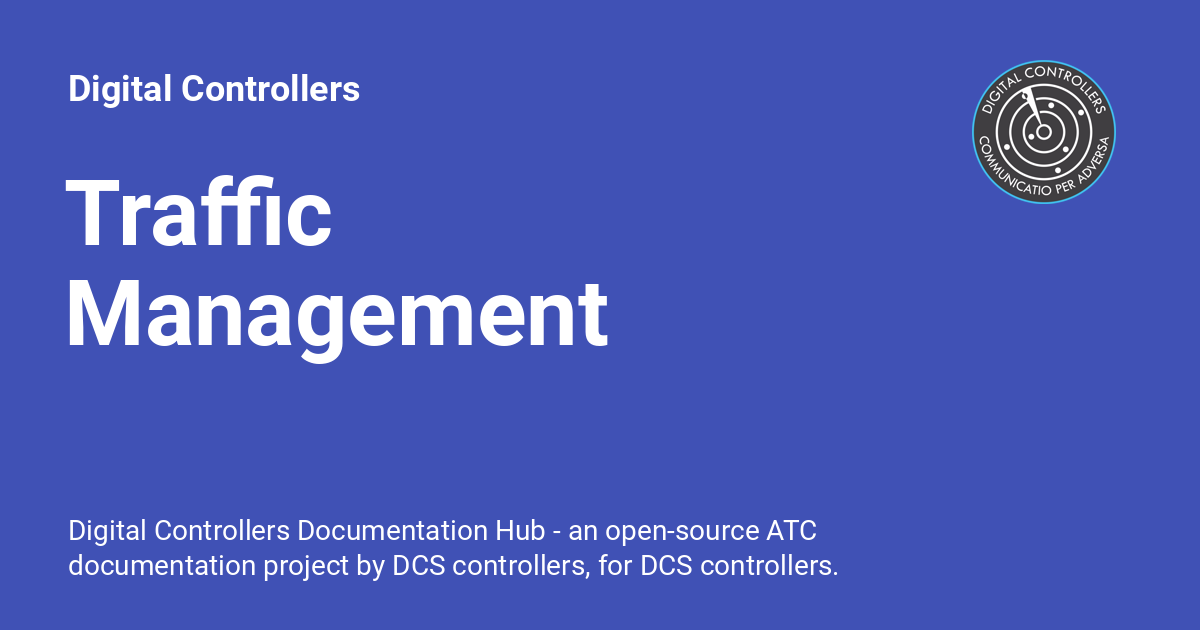 Digital Controllers
DIGITAL CONTROLLERS
COMMUNICATIO PER ADVERSA
Traffic
Management
Digital Controllers Documentation Hub - an open-source ATC
documentation project by DCS controllers, for DCS controllers.